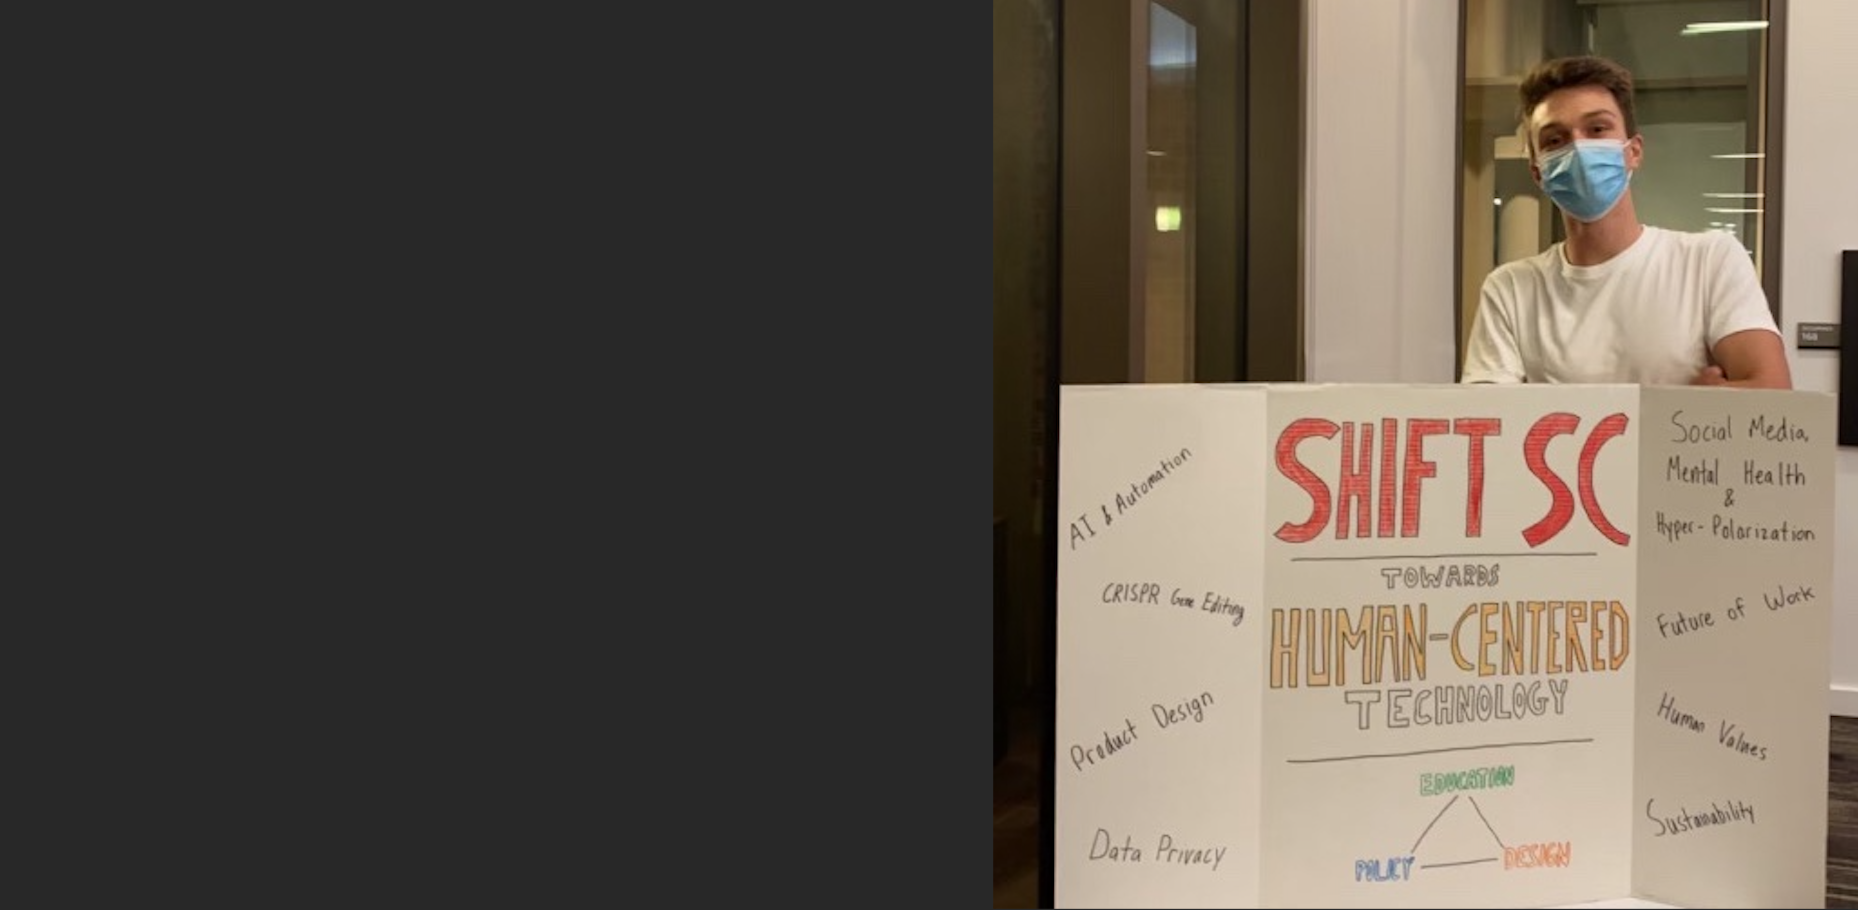 AI & Automation
CRISPR Gene Editing
Product Design
Data Privacy
SHIFT SC
TOWARDS
HUMAN-CENTERED
TECHNOLOGY
EDUCATION
POLICY
DESIGN
Social Media,
Mental Health
&
Hyper-Polarization
Future of Work
Human Values
Sustainability
168